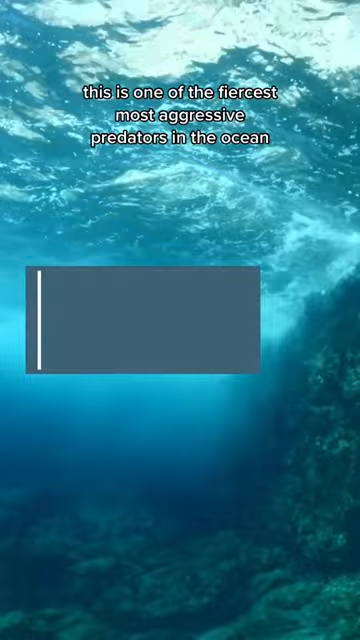 this is one of the fiercest
most aggressive
predators in the ocean